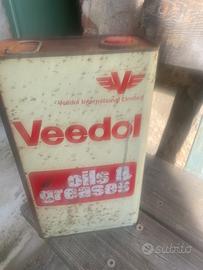 Veedol International Limited
Veedol
oils &
greases
subito